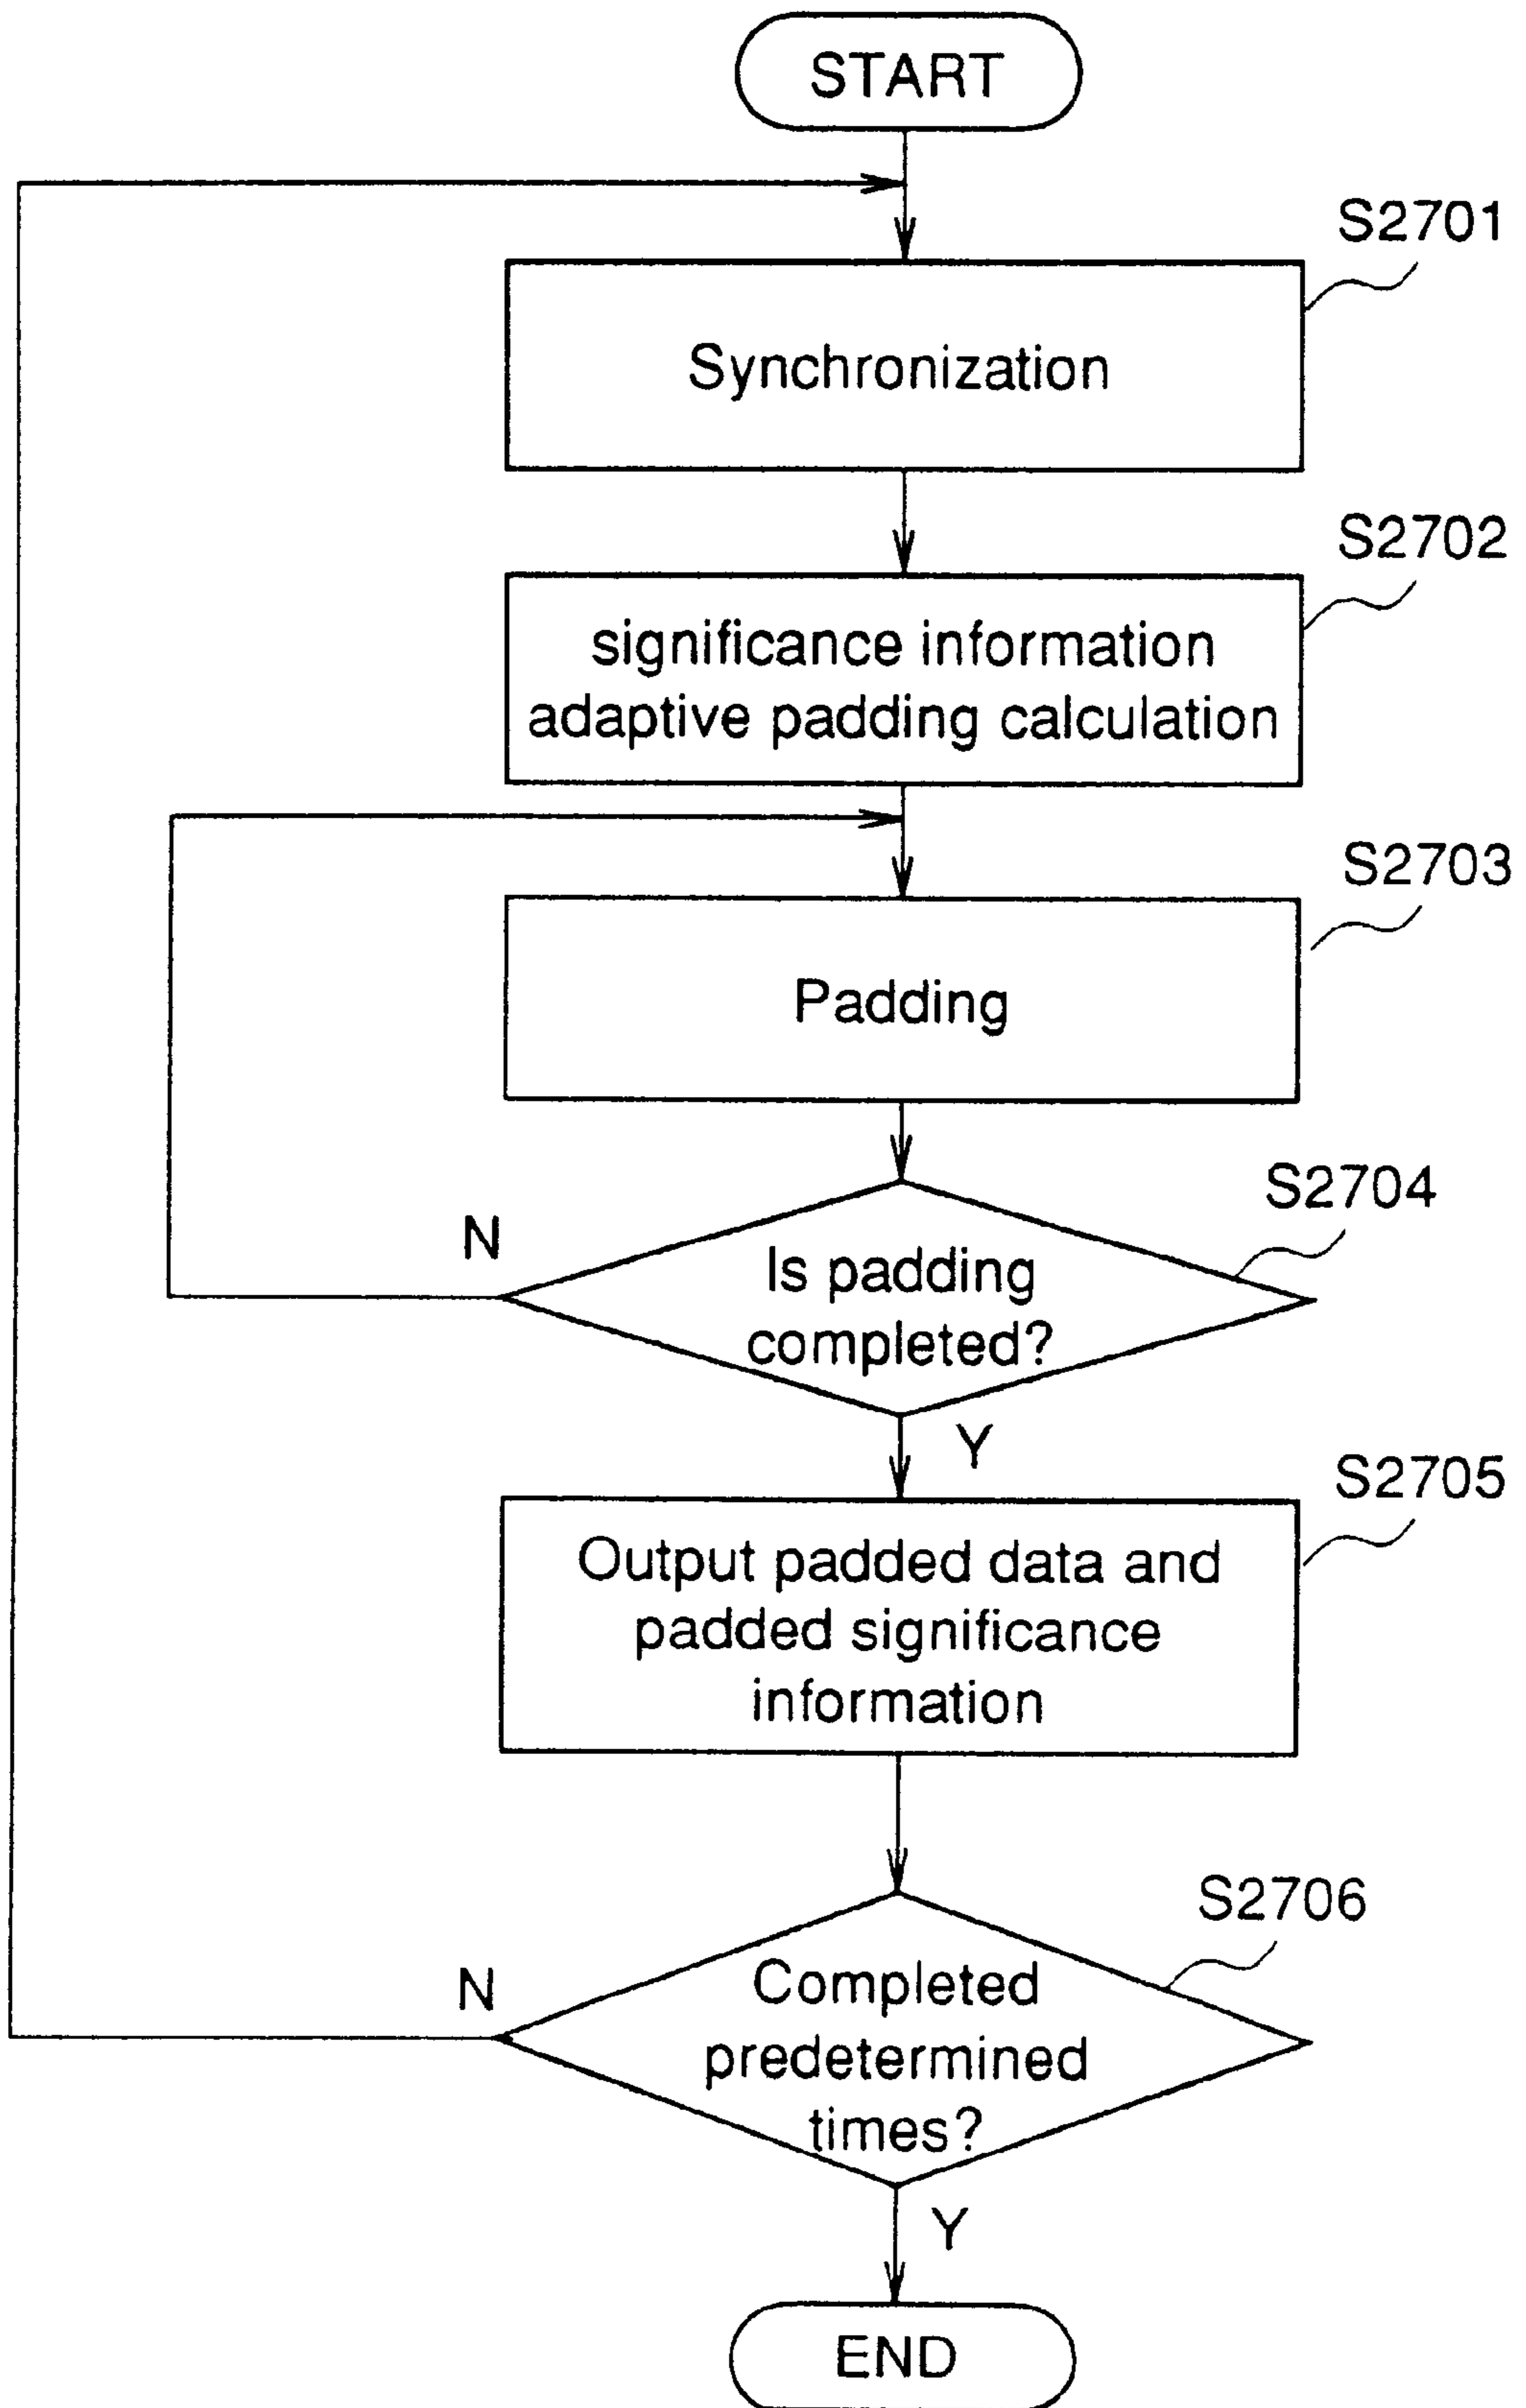 START
S2701
Synchronization
S2702
significance information
adaptive padding calculation
S2703
Padding
S2704
N
Is padding
completed?
Y
S2705
Output padded data and
padded significance
information
S2706
N
Completed
predetermined
times?
Y
END